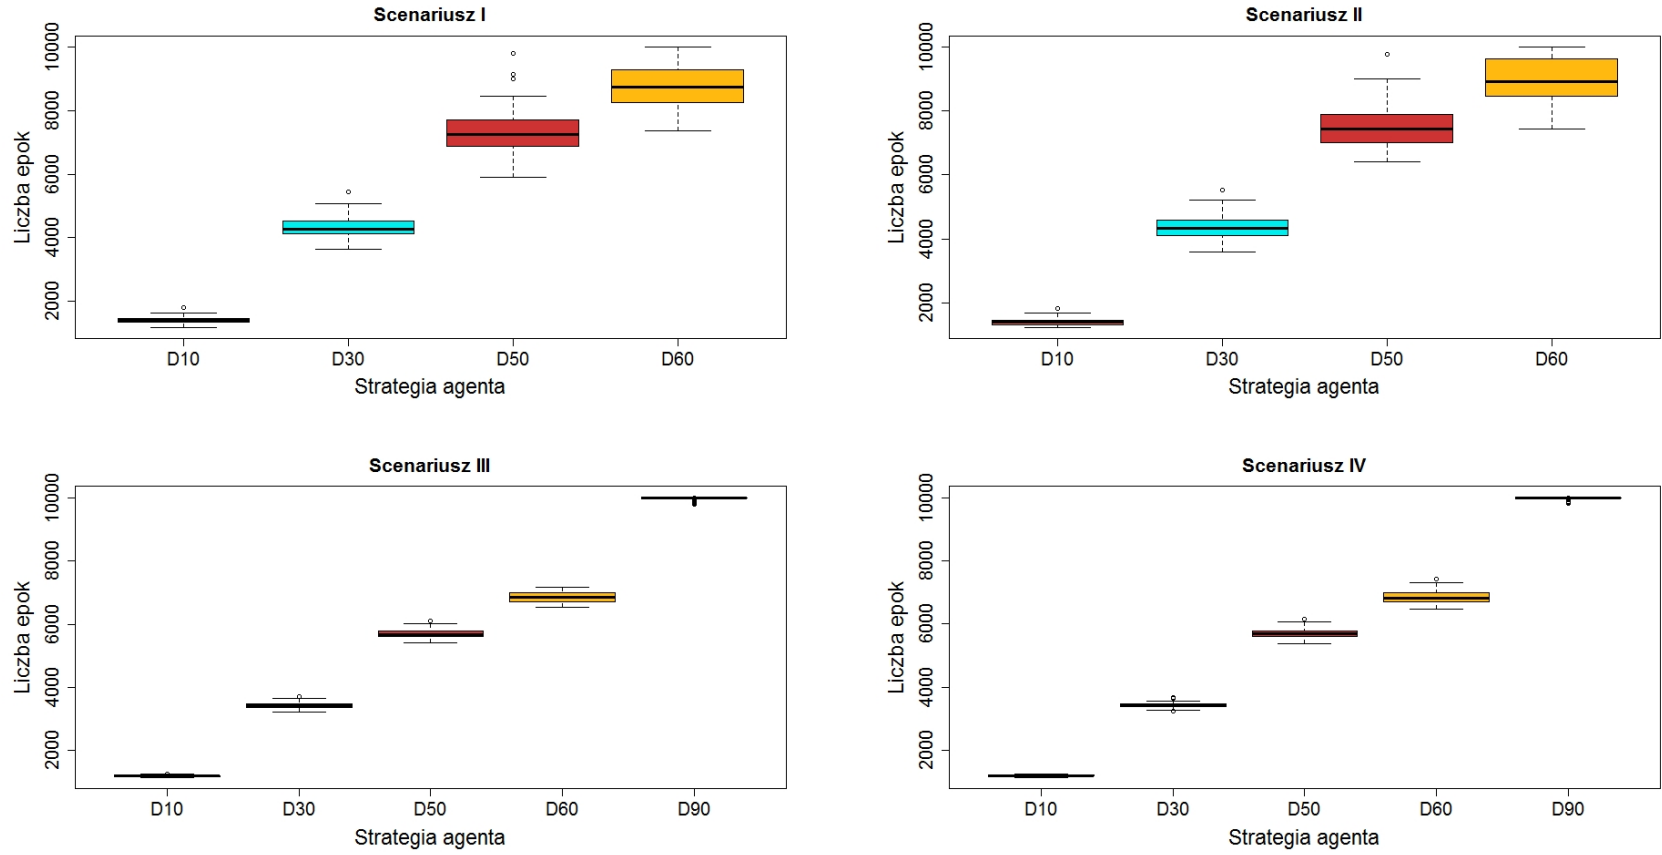 Scenariusz I
Liczba epok
10000
8000
6000
4000
2000
D10 D30 D50 D60
Strategia agenta
Scenariusz II
Liczba epok
10000
8000
6000
4000
2000
D10 D30 D50 D60
Strategia agenta
Scenariusz III
Liczba epok
10000
8000
6000
4000
2000
D10 D30 D50 D60 D90
Strategia agenta
Scenariusz IV
Liczba epok
10000
8000
6000
4000
2000
D10 D30 D50 D60 D90
Strategia agenta